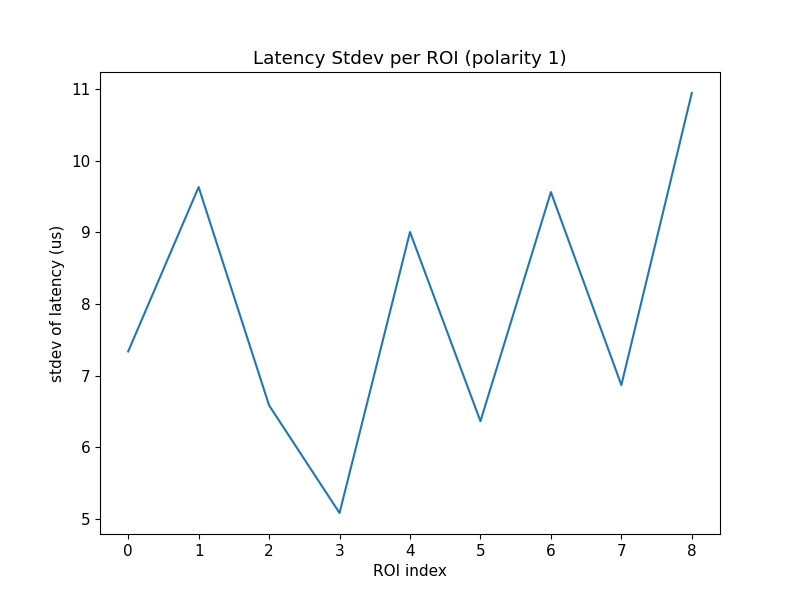 Latency Stdev per ROI (polarity 1)
stdev of latency (us)
11
10
9
8
7
6
5
0 1 2 3 4 5 6 7 8
ROI index